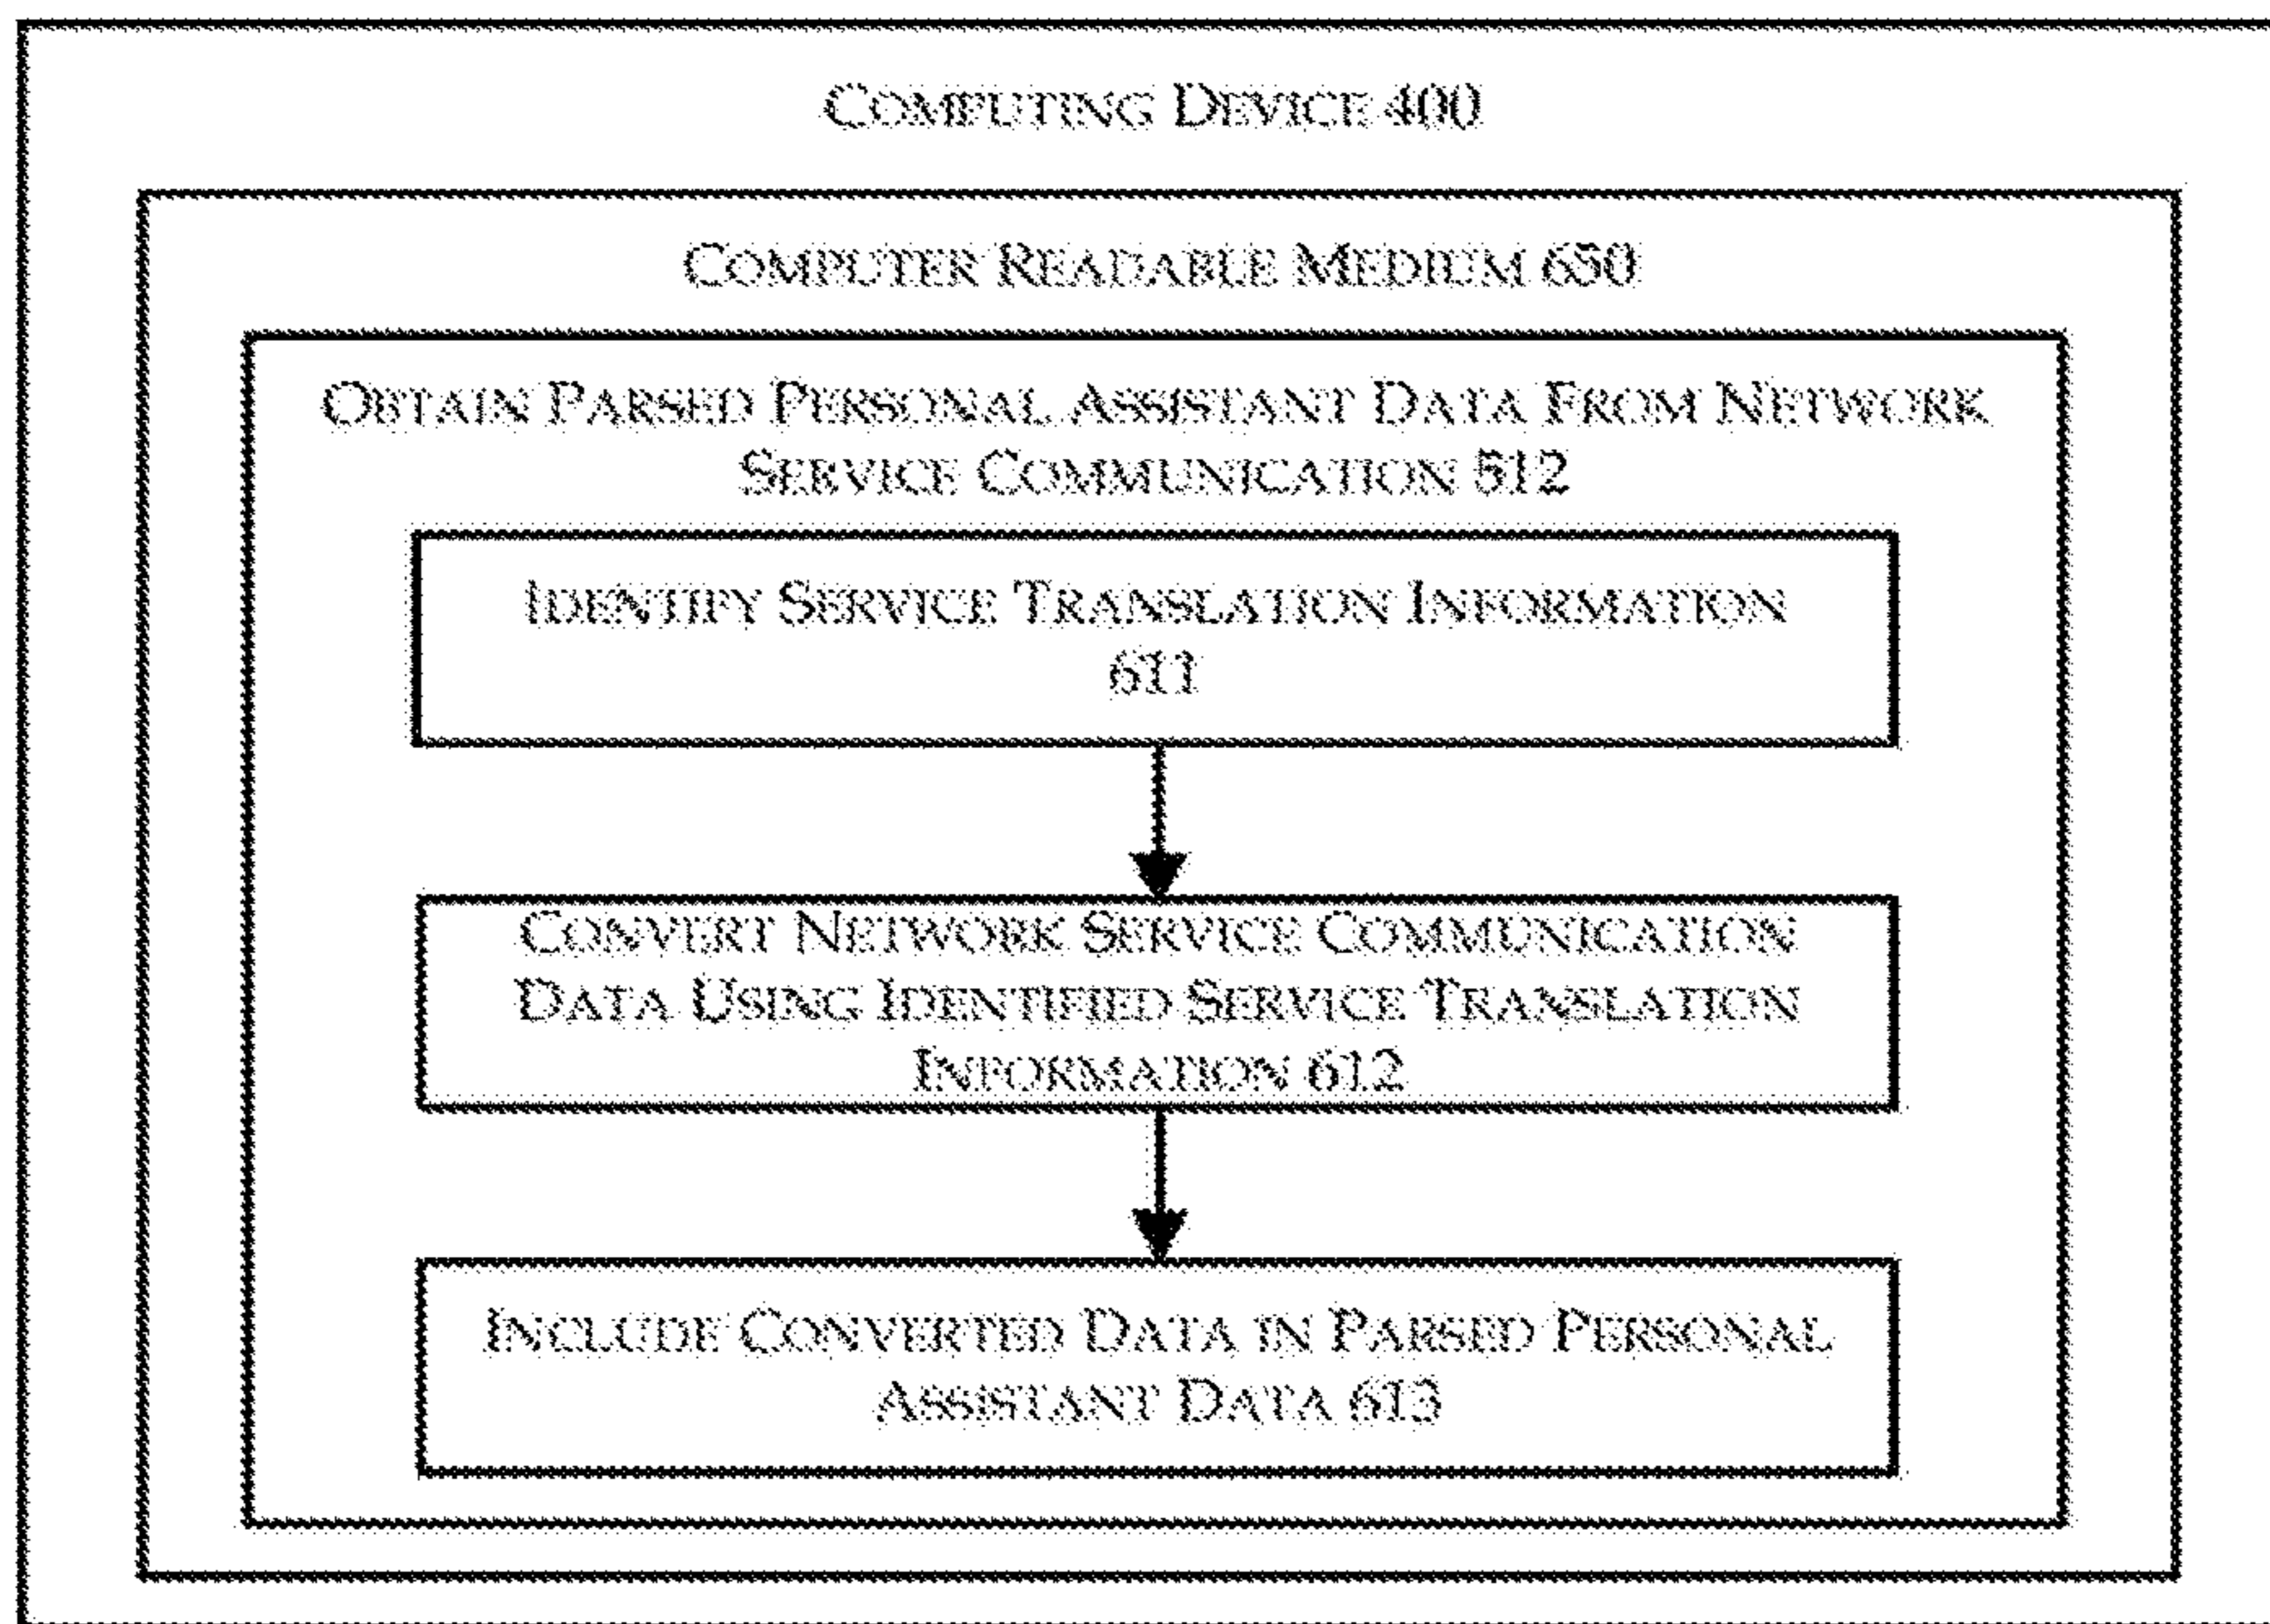 COMPUTING DEVICE 400
COMPUTER READABLE MEDIUM 650
OBTAIN PARSED PERSONAL ASSISTANT DATA FROM NETWORK
SERVICE COMMUNICATION 512
IDENTIFY SERVICE TRANSLATION INFORMATION
611
CONVERT NETWORK SERVICE COMMUNICATION
DATA USING IDENTIFIED SERVICE TRANSLATION
INFORMATION 612
INCLUDE CONVERTED DATA IN PARSED PERSONAL
ASSISTANT DATA 613